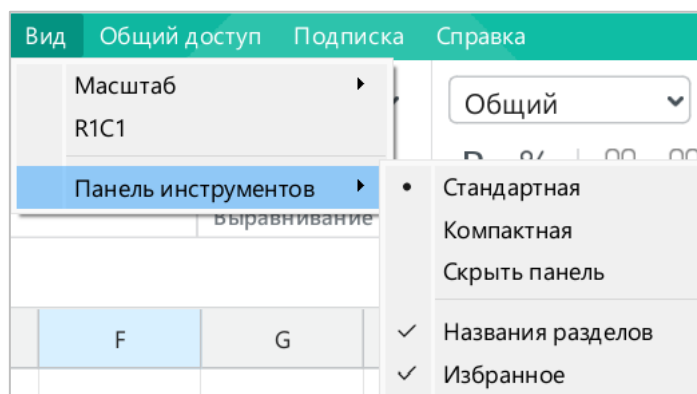 Вид Общий доступ Подписка Справка
Масштаб
Общий
R1C1
%
Панель инструментов
Стандартная
Выравнивание
Компактная
Скрыть панель
F G
Названия разделов
Избранное